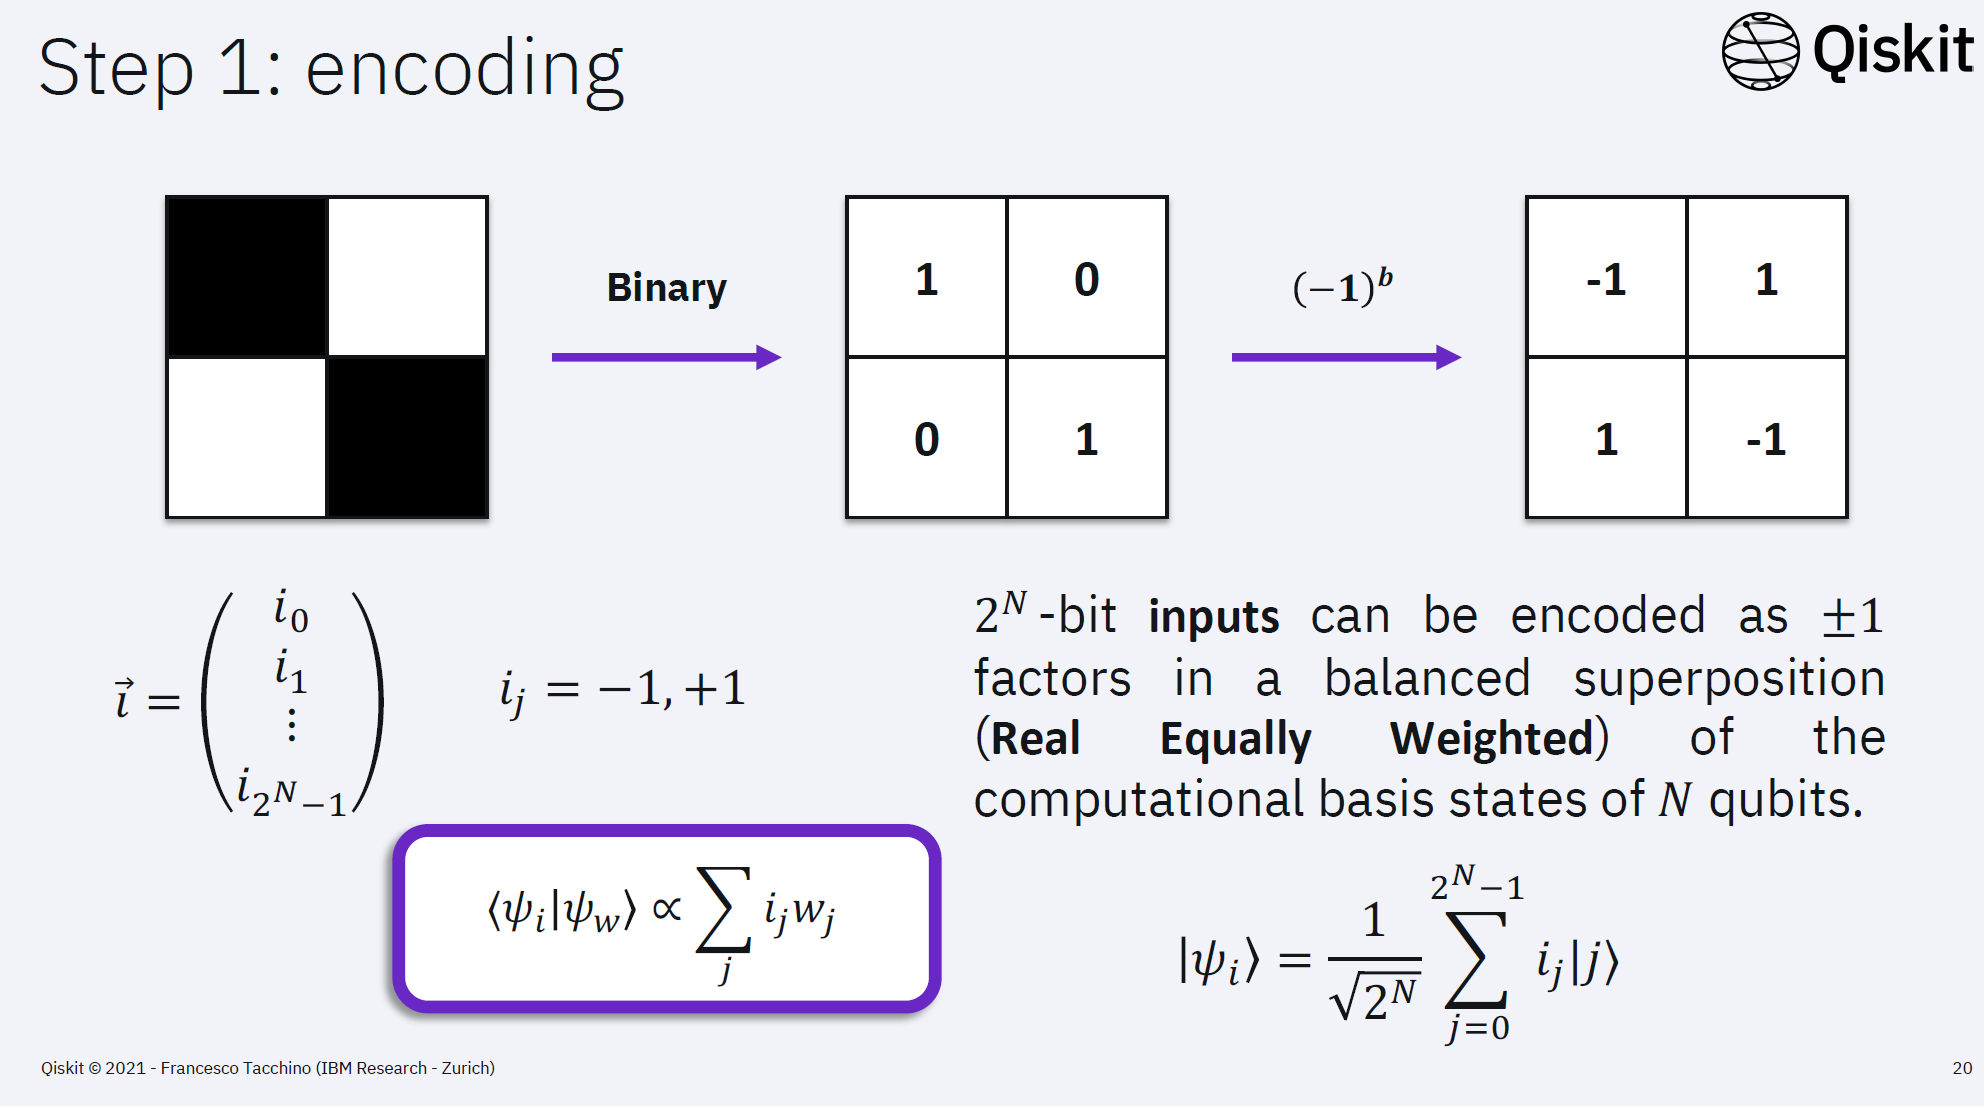 Step 1: encoding
Qiskit
Binary
1 0
0 1
(−1)^b
-1 1
1 -1
\vec{i} = (i_0 i_1 ⋮ i_{2^N−1})
i_j = −1, +1
2^N -bit inputs can be encoded as ±1
factors in a balanced superposition
(Real Equally Weighted) of the
computational basis states of N qubits.
⟨ψ_i|ψ_w⟩ ∝ ∑_j i_j w_j
|ψ_i⟩ = \frac{1}{\sqrt{2^N}} ∑_{j=0}^{2^N−1} i_j|j⟩
Qiskit © 2021 - Francesco Tacchino (IBM Research - Zurich)
20